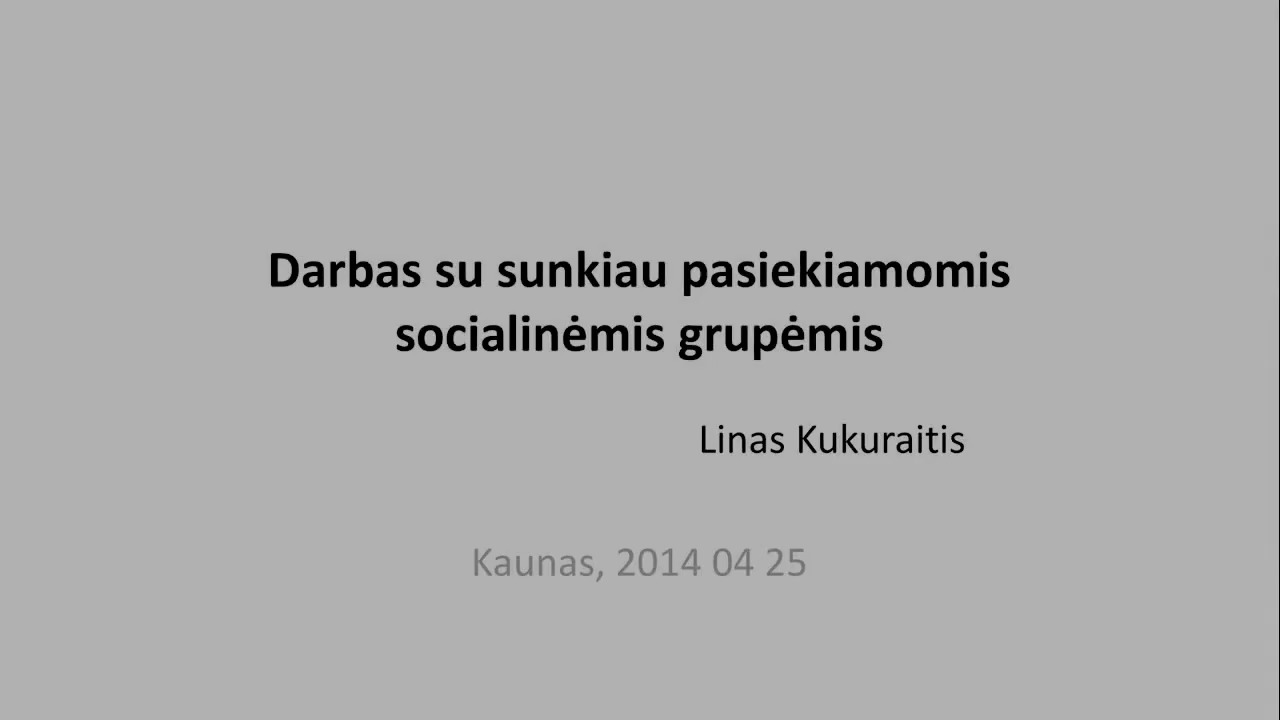 Darbas su sunkiau pasiekiamomis
socialinėmis grupėmis
Linas Kukuraitis
Kaunas, 2014 04 25